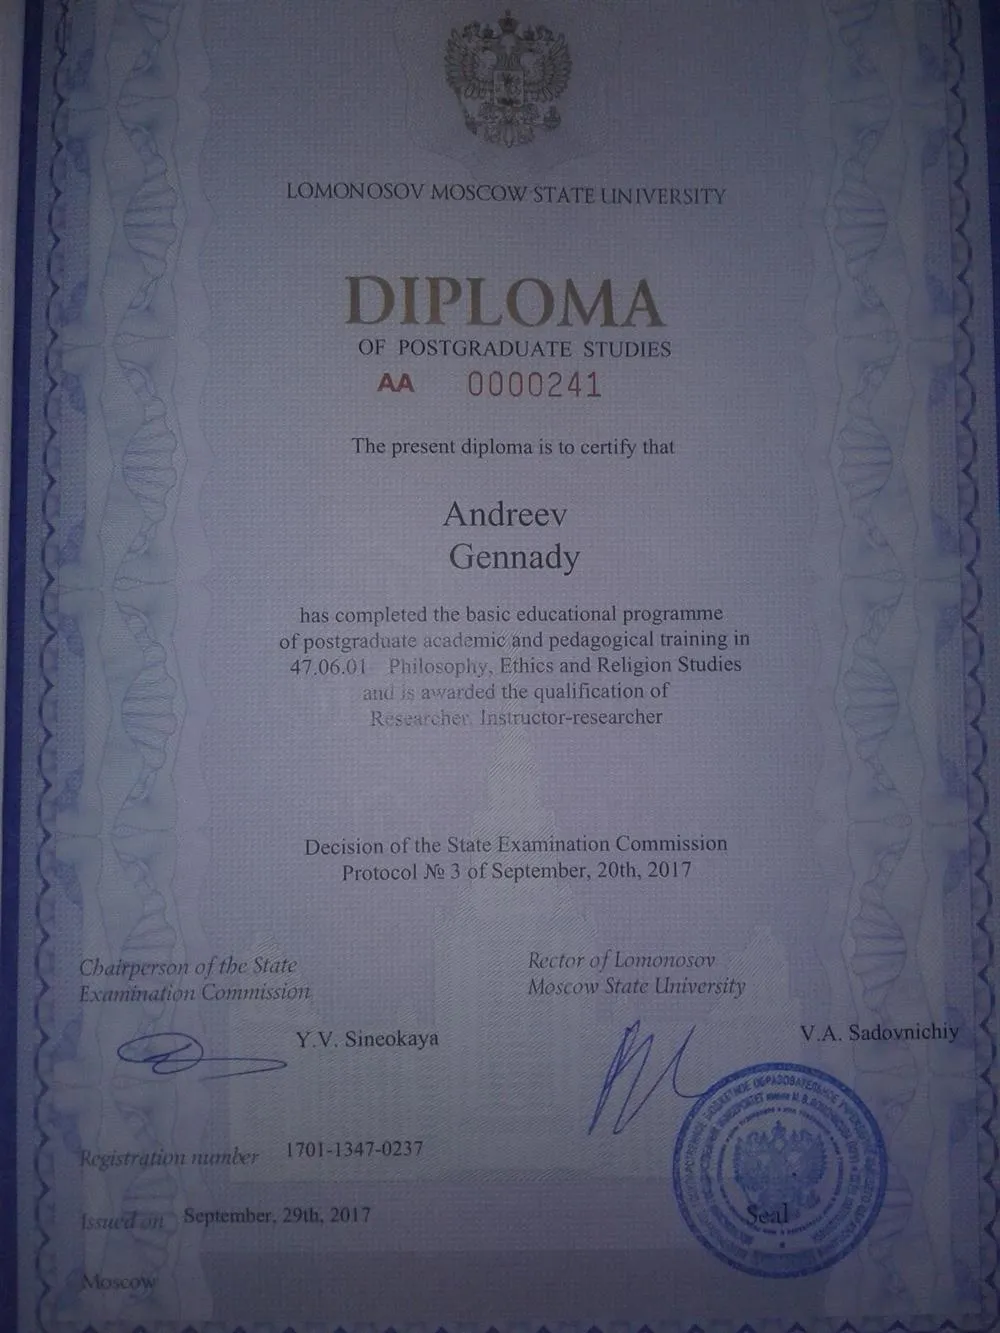 LOMONOSOV MOSCOW STATE UNIVERSITY
DIPLOMA
OF POSTGRADUATE STUDIES
AA 0000241
The present diploma is to certify that
Andreev
Gennady
has completed the basic educational programme
of postgraduate academic and pedagogical training in
47.06.01 Philosophy, Ethics and Religion Studies
and is awarded the qualification of
Researcher. Instructor-researcher
Decision of the State Examination Commission
Protocol № 3 of September, 20th, 2017
Chairperson of the State
Examination Commission
Y.V. Sineokaya
Rector of Lomonosov
Moscow State University
V.A. Sadovnichiy
Registration number 1701-1347-0237
Issued on September, 29th, 2017
Seal
Moscow